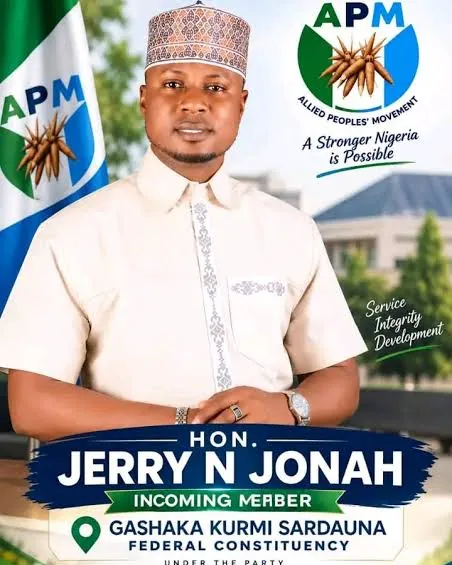 APM
APM
ALLIED PEOPLES' MOVEMENT
A Stronger Nigeria
is Possible
Service
Integrity
Development
HON.
JERRY N JONAH
INCOMING MEMBER
GASHAKA KURMI SARDAUNA
FEDERAL CONSTITUENCY
UNDER THE PARTY